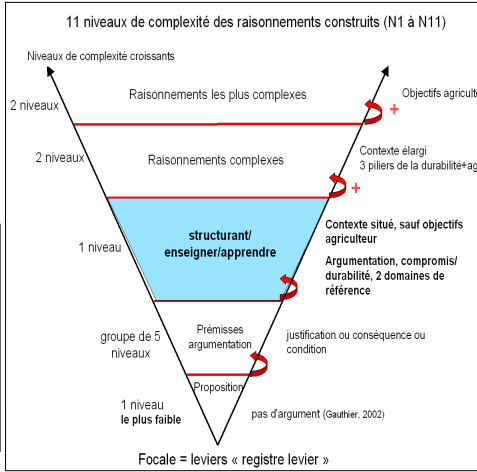 11 niveaux de complexité des raisonnements construits (N1 à N11)
Niveaux de complexité croissants
2 niveaux
Raisonnements les plus complexes
+
Objectifs agricult
2 niveaux
Raisonnements complexes
+
Contexte élargi
3 piliers de la durabilité+ag
1 niveau
structurant/
enseigner/apprendre
Contexte situé, sauf objectifs
agriculteur
Argumentation, compromis/
durabilité, 2 domaines de
référence
groupe de 5
niveaux
Prémisses
argumentation
justification ou conséquence ou
condition
Proposition
1 niveau
le plus faible
pas d'argument (Gauthier, 2002)
Focale = leviers « registre levier »